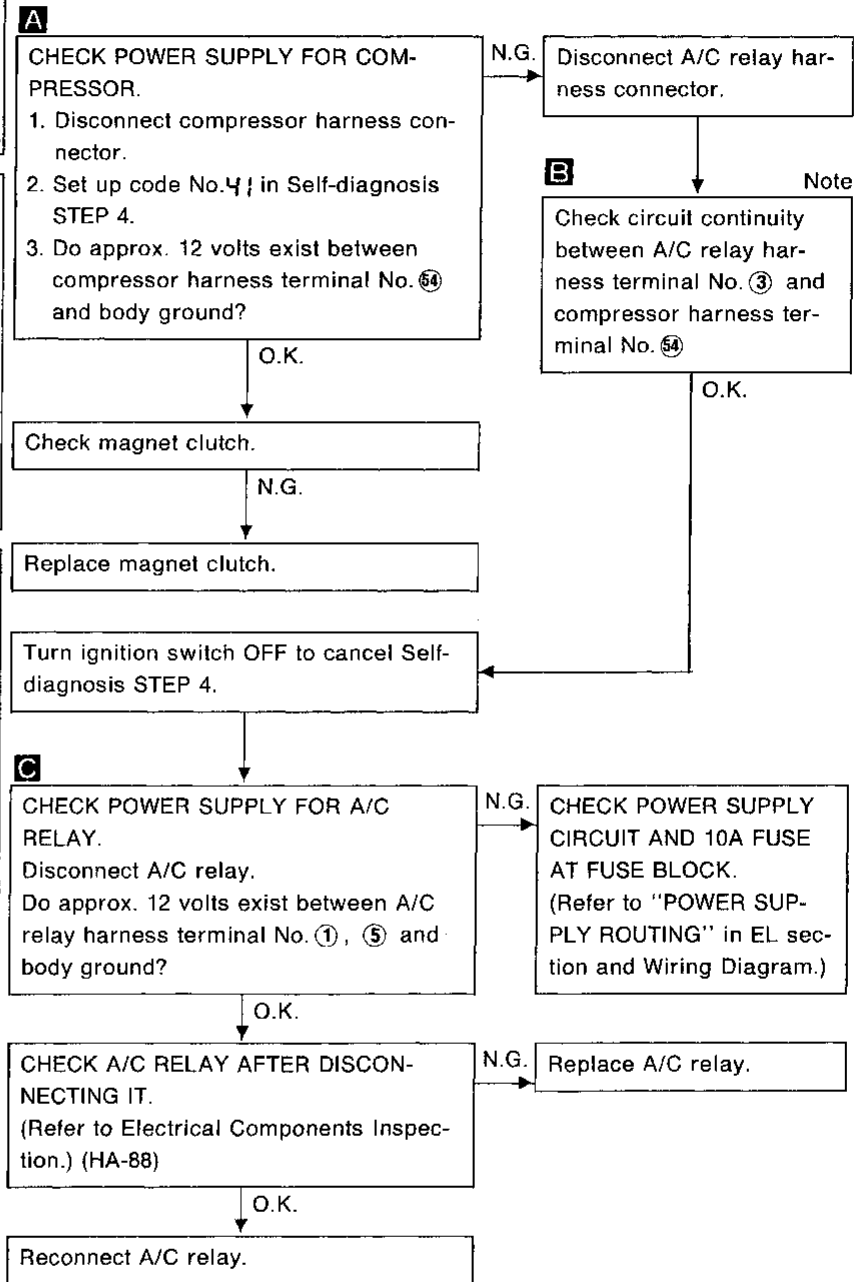 A
CHECK POWER SUPPLY FOR COM-
PRESSOR.
1. Disconnect compressor harness con-
nector.
2. Set up code No. 41 in Self-diagnosis
STEP 4.
3. Do approx. 12 volts exist between
compressor harness terminal No. 54
and body ground?
N.G.
Disconnect A/C relay har-
ness connector.
B
Note
Check circuit continuity
between A/C relay har-
ness terminal No. ③ and
compressor harness ter-
minal No. 54
O.K.
O.K.
Check magnet clutch.
N.G.
Replace magnet clutch.
Turn ignition switch OFF to cancel Self-
diagnosis STEP 4.
C
CHECK POWER SUPPLY FOR A/C
RELAY.
Disconnect A/C relay.
Do approx. 12 volts exist between A/C
relay harness terminal No. ①, ⑤ and
body ground?
N.G.
CHECK POWER SUPPLY
CIRCUIT AND 10A FUSE
AT FUSE BLOCK.
(Refer to "POWER SUP-
PLY ROUTING" in EL sec-
tion and Wiring Diagram.)
O.K.
CHECK A/C RELAY AFTER DISCON-
NECTING IT.
(Refer to Electrical Components Inspec-
tion.) (HA-88)
N.G.
Replace A/C relay.
O.K.
Reconnect A/C relay.